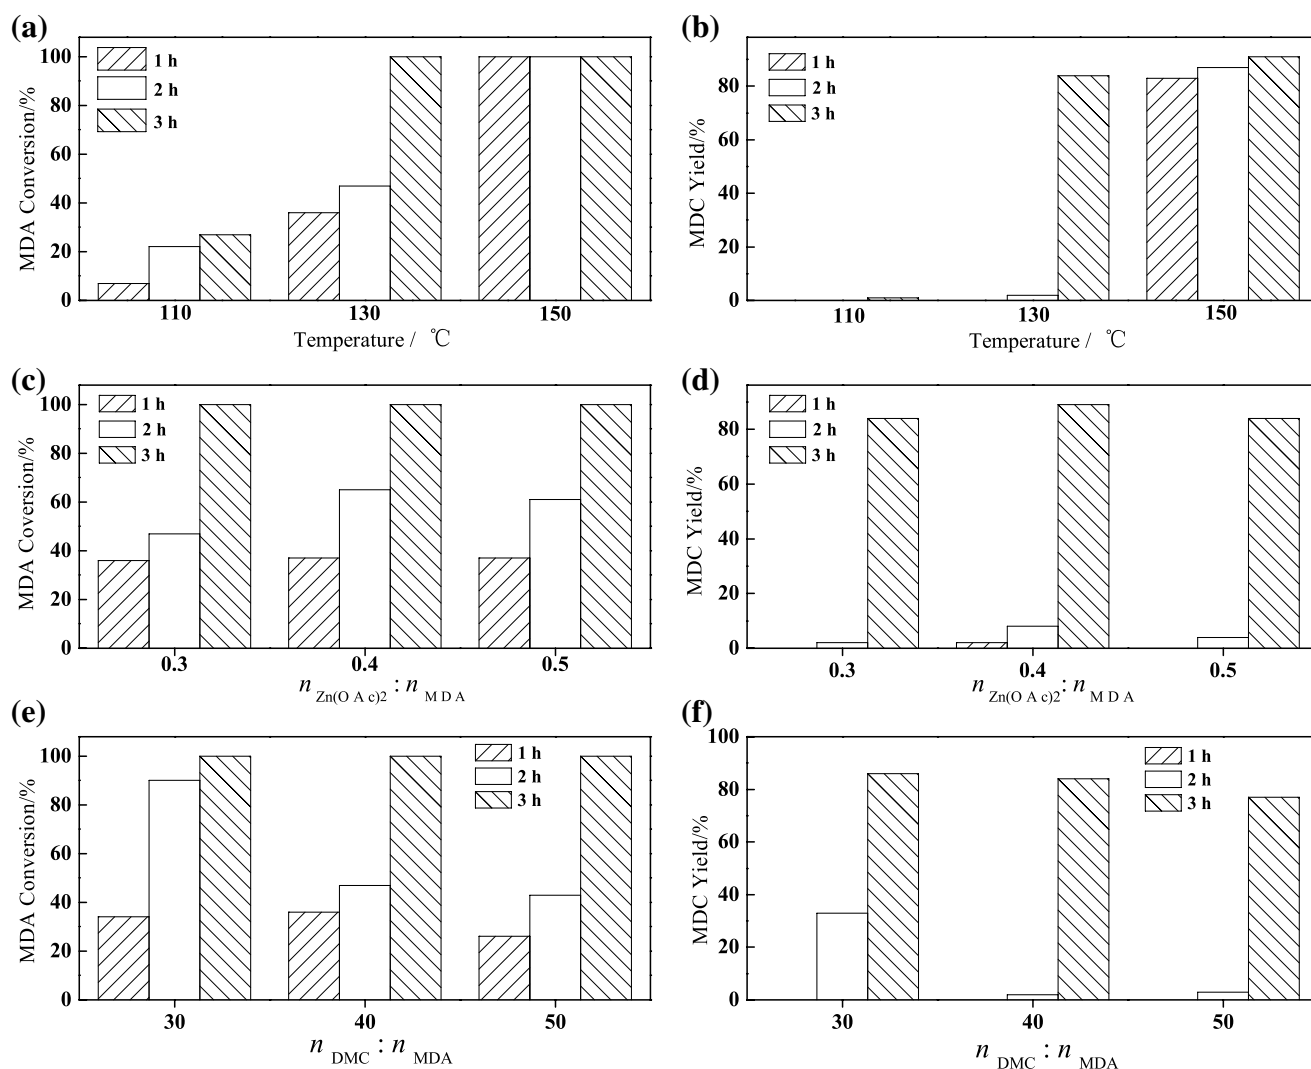 (a)
MDA Conversion/%
100
80
60
40
20
0
1 h
2 h
3 h
110 130 150
Temperature / ℃
(b)
MDC Yield/%
80
60
40
20
0
1 h
2 h
3 h
110 130 150
Temperature / ℃
(c)
MDA Coversion/%
100
80
60
40
20
0
1 h
2 h
3 h
0.3 0.4 0.5
n Zn(O A c)2 : n M D A
(d)
MDC Yield/%
80
60
40
20
0
1 h
2 h
3 h
0.3 0.4 0.5
n Zn(O A c)2 : n M D A
(e)
MDA Conversion/%
100
80
60
40
20
0
1 h
2 h
3 h
30 40 50
n DMC : n MDA
(f)
MDC Yield/%
100
80
60
40
20
0
1 h
2 h
3 h
30 40 50
n DMC : n MDA